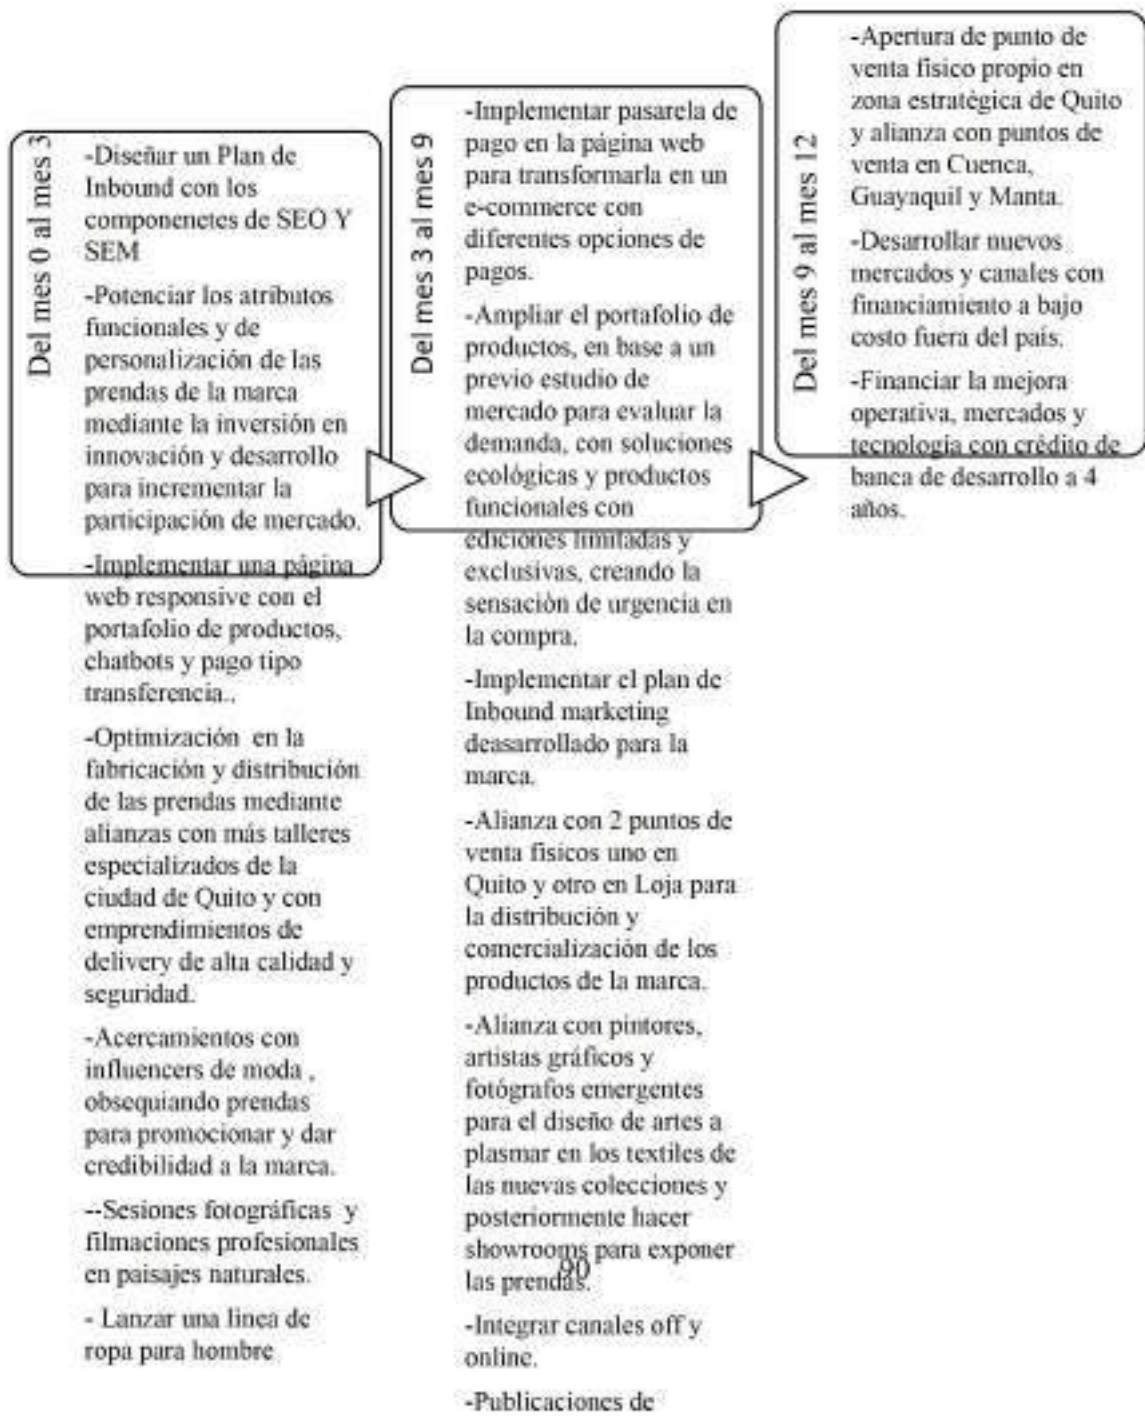 Del mes 0 al mes 3
-Diseñar un Plan de
Inbound con los
componenetes de SEO Y
SEM
-Potenciar los atributos
funcionales y de
personalización de las
prendas de la marca
mediante la inversión en
innovación y desarrollo
para incrementar la
participación de mercado.
-Implementar una página
web responsive con el
portafolio de productos,
chatbots y pago tipo
transferencia..
-Optimización en la
fabricación y distribución
de las prendas mediante
alianzas con más talleres
especializados de la
ciudad de Quito y con
emprendimientos de
delivery de alta calidad y
seguridad.
-Acercamientos con
influencers de moda ,
obsequiando prendas
para promocionar y dar
credibilidad a la marca.
--Sesiones fotográficas y
filmaciones profesionales
en paisajes naturales.
- Lanzar una linea de
ropa para hombre
Del mes 3 al mes 9
-Implementar pasarela de
pago en la página web
para transformarla en un
e-commerce con
diferentes opciones de
pagos.
-Ampliar el portafolio de
productos, en base a un
previo estudio de
mercado para evaluar la
demanda, con soluciones
ecológicas y productos
funcionales con
ediciones limitadas y
exclusivas, creando la
sensación de urgencia en
la compra.
-Implementar el plan de
Inbound marketing
deasarrollado para la
marca.
-Alianza con 2 puntos de
venta fisicos uno en
Quito y otro en Loja para
la distribución y
comercialización de los
productos de la marca.
-Alianza con pintores,
artistas gráficos y
fotógrafos emergentes
para el diseño de artes a
plasmar en los textiles de
las nuevas colecciones y
posteriormente hacer
showrooms para exponer
las prendas.
-Integrar canales off y
online.
-Publicaciones de
Del mes 9 al mes 12
-Apertura de punto de
venta fisico propio en
zona estratégica de Quito
y alianza con puntos de
venta en Cuenca,
Guayaquil y Manta.
-Desarrollar nuevos
mercados y canales con
financiamiento a bajo
costo fuera del país.
-Financiar la mejora
operativa, mercados y
tecnología con crédito de
banca de desarrollo a 4
años.
90